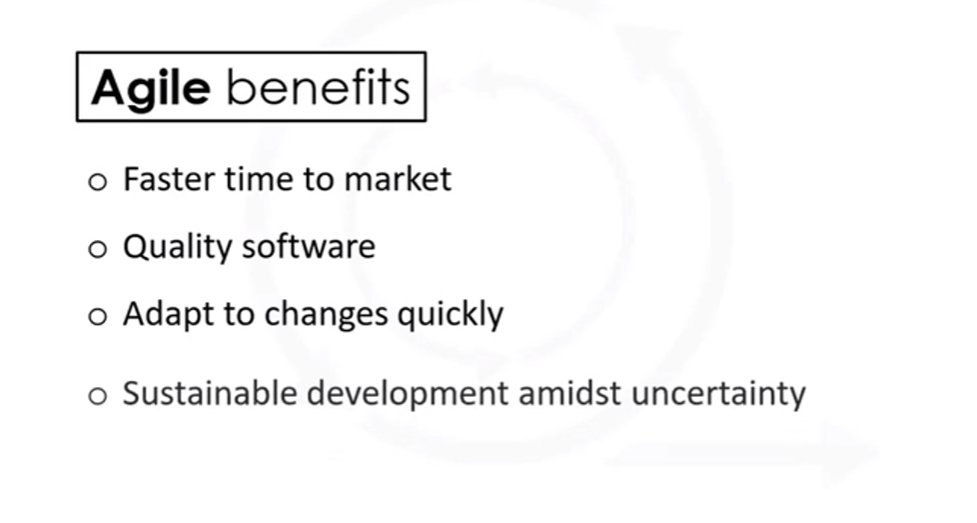 Agile benefits
○ Faster time to market
○ Quality software
○ Adapt to changes quickly
○ Sustainable development amidst uncertainty